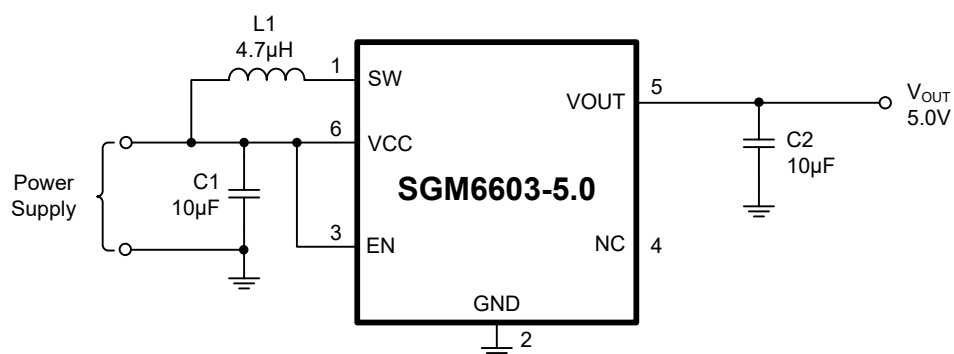 L1
4.7µH
1
SW
VOUT
5
V_OUT
5.0V
6
VCC
C1
10µF
C2
10µF
Power
Supply
SGM6603-5.0
3
EN
NC
4
GND
2